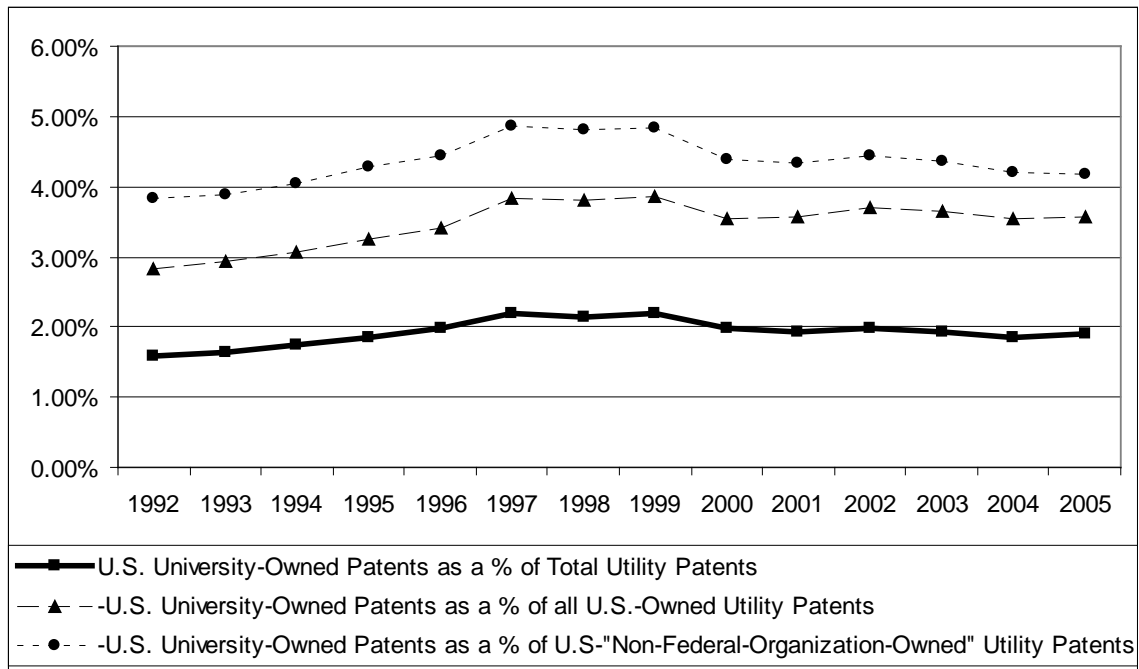 6.00%
5.00%
4.00%
3.00%
2.00%
1.00%
0.00%
1992 1993 1994 1995 1996 1997 1998 1999 2000 2001 2002 2003 2004 2005
U.S. University-Owned Patents as a % of Total Utility Patents
-U.S. University-Owned Patents as a % of all U.S.-Owned Utility Patents
-U.S. University-Owned Patents as a % of U.S-"Non-Federal-Organization-Owned" Utility Patents